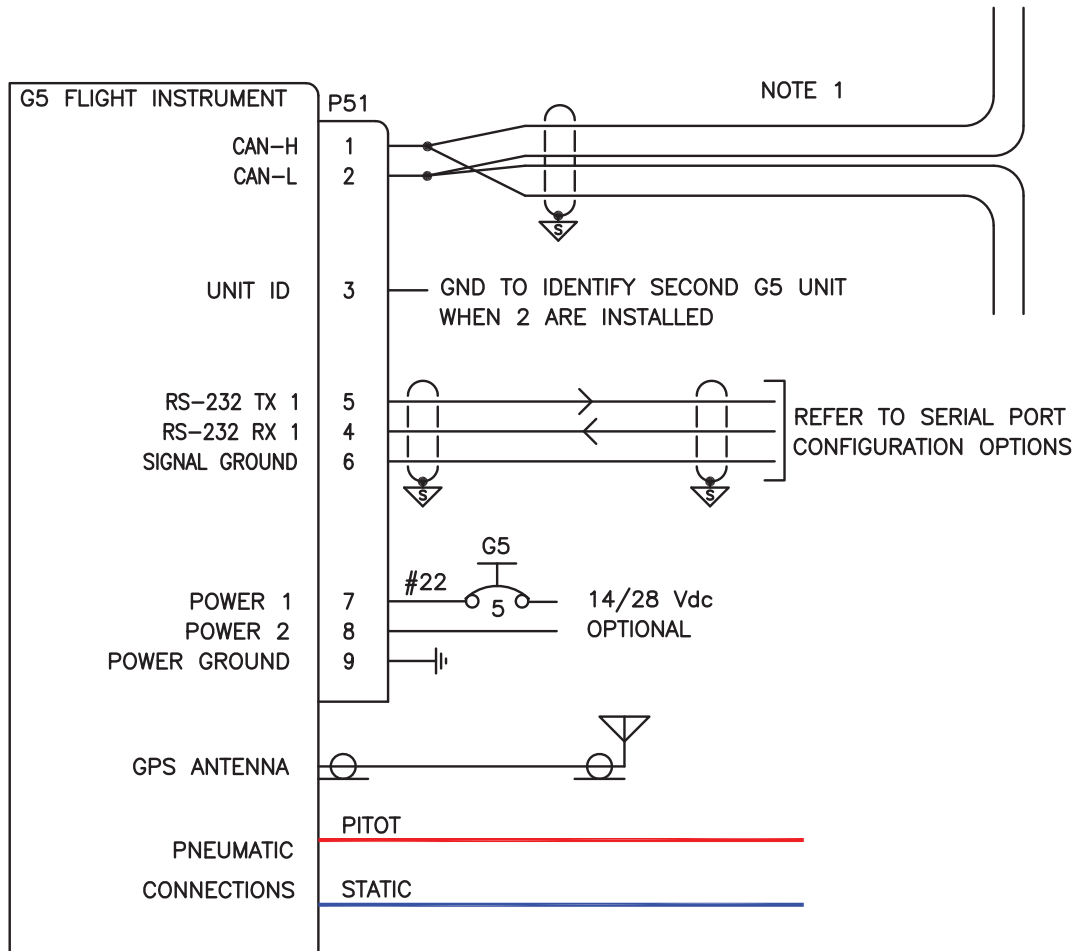 G5 FLIGHT INSTRUMENT
P51
NOTE 1
CAN-H 1
CAN-L 2
S
UNIT ID 3 GND TO IDENTIFY SECOND G5 UNIT
WHEN 2 ARE INSTALLED
RS-232 TX 1 5
RS-232 RX 1 4
SIGNAL GROUND 6
REFER TO SERIAL PORT
CONFIGURATION OPTIONS
S S
G5
#22
POWER 1 7 5 14/28 Vdc
POWER 2 8 OPTIONAL
POWER GROUND 9
GPS ANTENNA
PITOT
PNEUMATIC
CONNECTIONS STATIC